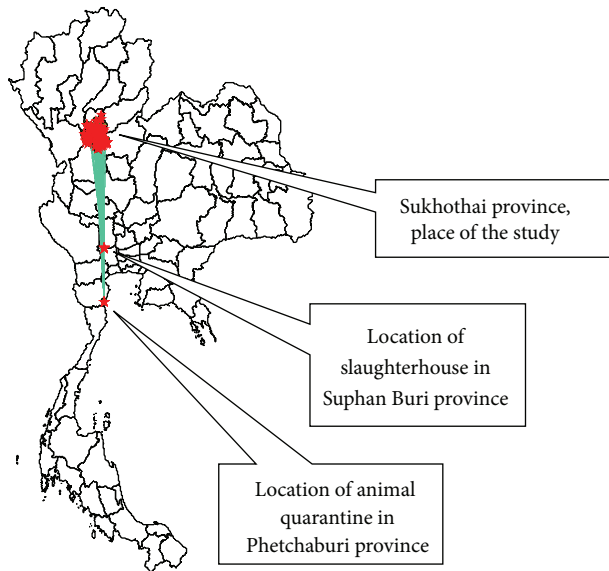 Sukhothai province,
place of the study
Location of
slaughterhouse in
Suphan Buri province
Location of animal
quarantine in
Phetchaburi province